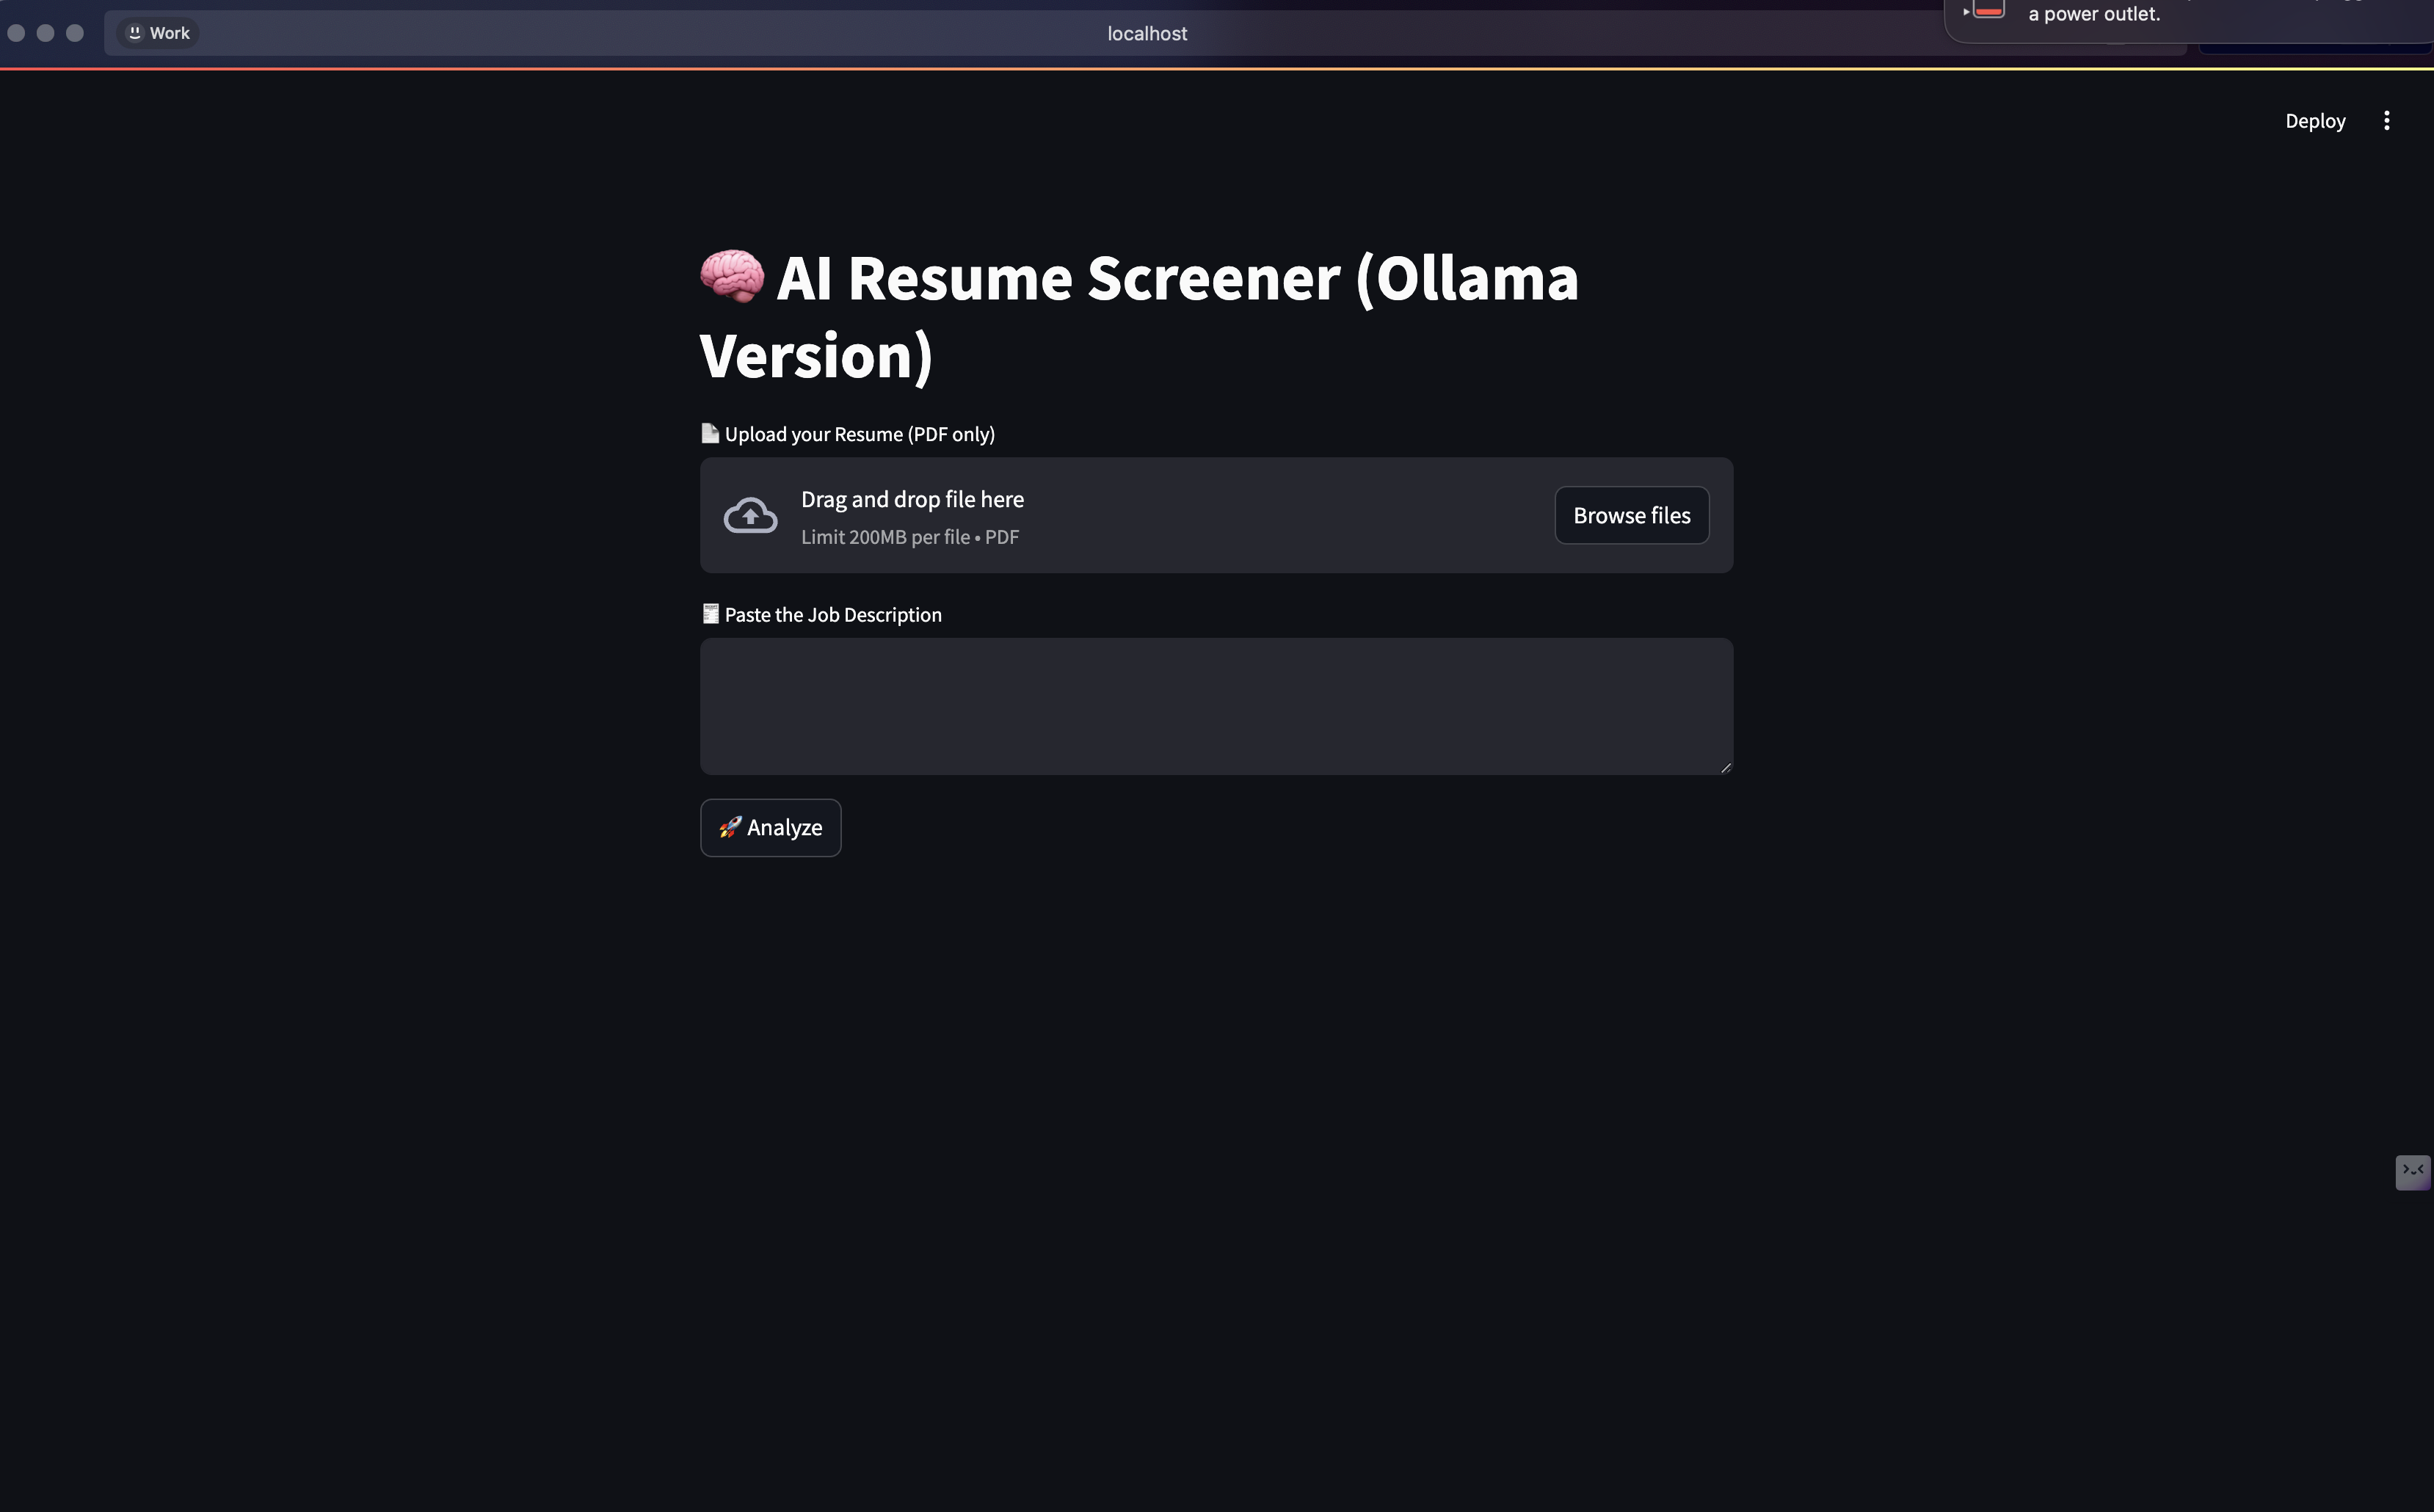 Work
localhost
a power outlet.
Deploy
AI Resume Screener (Ollama
Version)
Upload your Resume (PDF only)
Drag and drop file here
Limit 200MB per file • PDF
Browse files
Paste the Job Description
Analyze